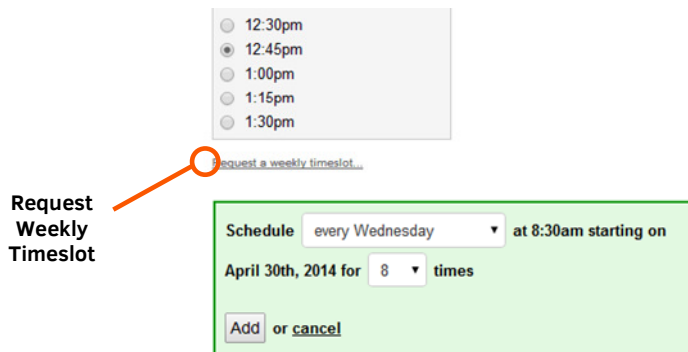 12:30pm
12:45pm
1:00pm
1:15pm
1:30pm
Request a weekly timeslot...
Request
Weekly
Timeslot
Schedule every Wednesday at 8:30am starting on
April 30th, 2014 for 8 times
Add or cancel